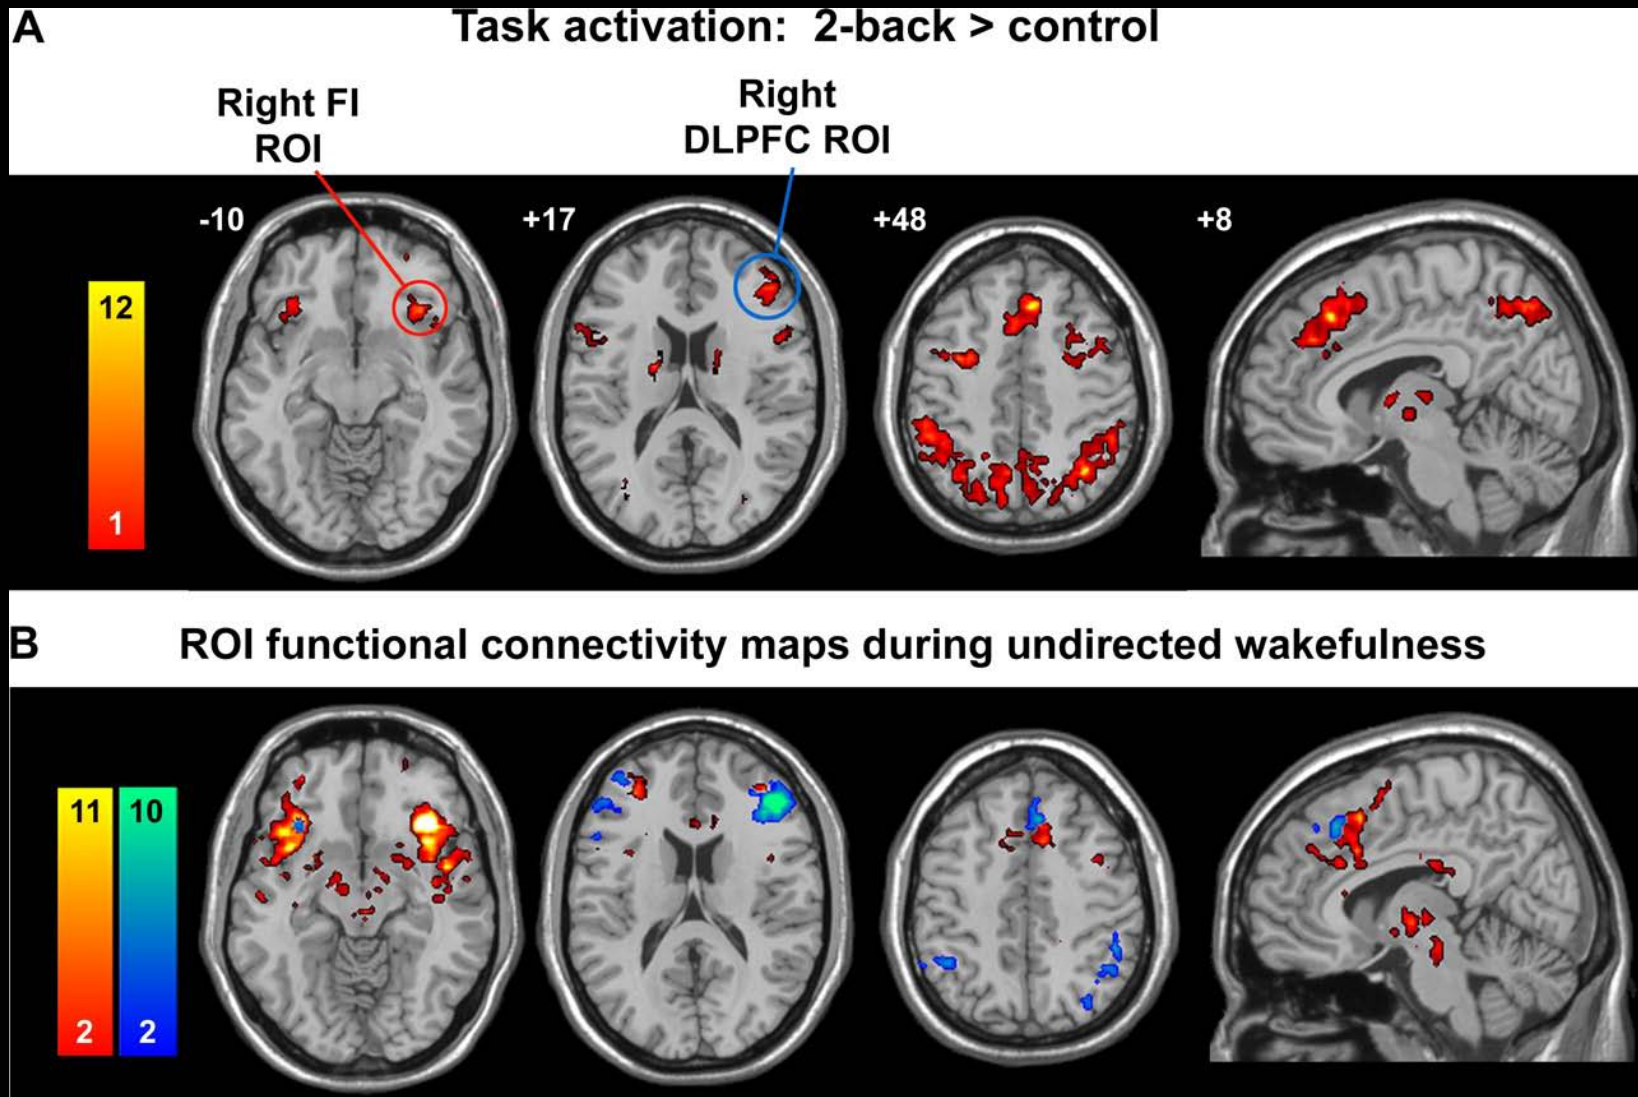 A
Task activation: 2-back > control
Right FI
ROI
Right
DLPFC ROI
-10
+17
+48
+8
12
1
B
ROI functional connectivity maps during undirected wakefulness
11
10
2
2